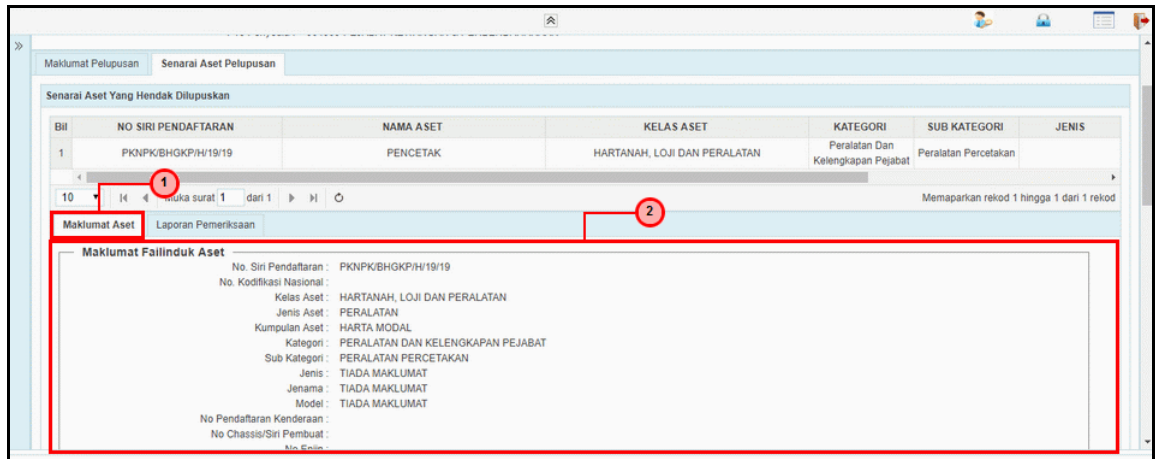 Maklumat Pelupusan Senarai Aset Pelupusan
Senarai Aset Yang Hendak Dilupuskan
Bil NO SIRI PENDAFTARAN NAMA ASET KELAS ASET KATEGORI SUB KATEGORI JENIS
1 PKNPK/BHGKP/H/19/19 PENCETAK HARTANAH, LOJI DAN PERALATAN Peralatan Dan Kelengkapan Pejabat Peralatan Percetakan
10 Muka surat 1 dari 1 Memaparkan rekod 1 hingga 1 dari 1 rekod
1
2
Maklumat Aset Laporan Pemeriksaan
Maklumat Failinduk Aset
No. Siri Pendaftaran : PKNPK/BHGKP/H/19/19
No. Kodifikasi Nasional :
Kelas Aset : HARTANAH, LOJI DAN PERALATAN
Jenis Aset : PERALATAN
Kumpulan Aset : HARTA MODAL
Kategori : PERALATAN DAN KELENGKAPAN PEJABAT
Sub Kategori : PERALATAN PERCETAKAN
Jenis : TIADA MAKLUMAT
Jenama : TIADA MAKLUMAT
Model : TIADA MAKLUMAT
No Pendaftaran Kenderaan :
No Chassis/Siri Pembuat :
No Enjin :